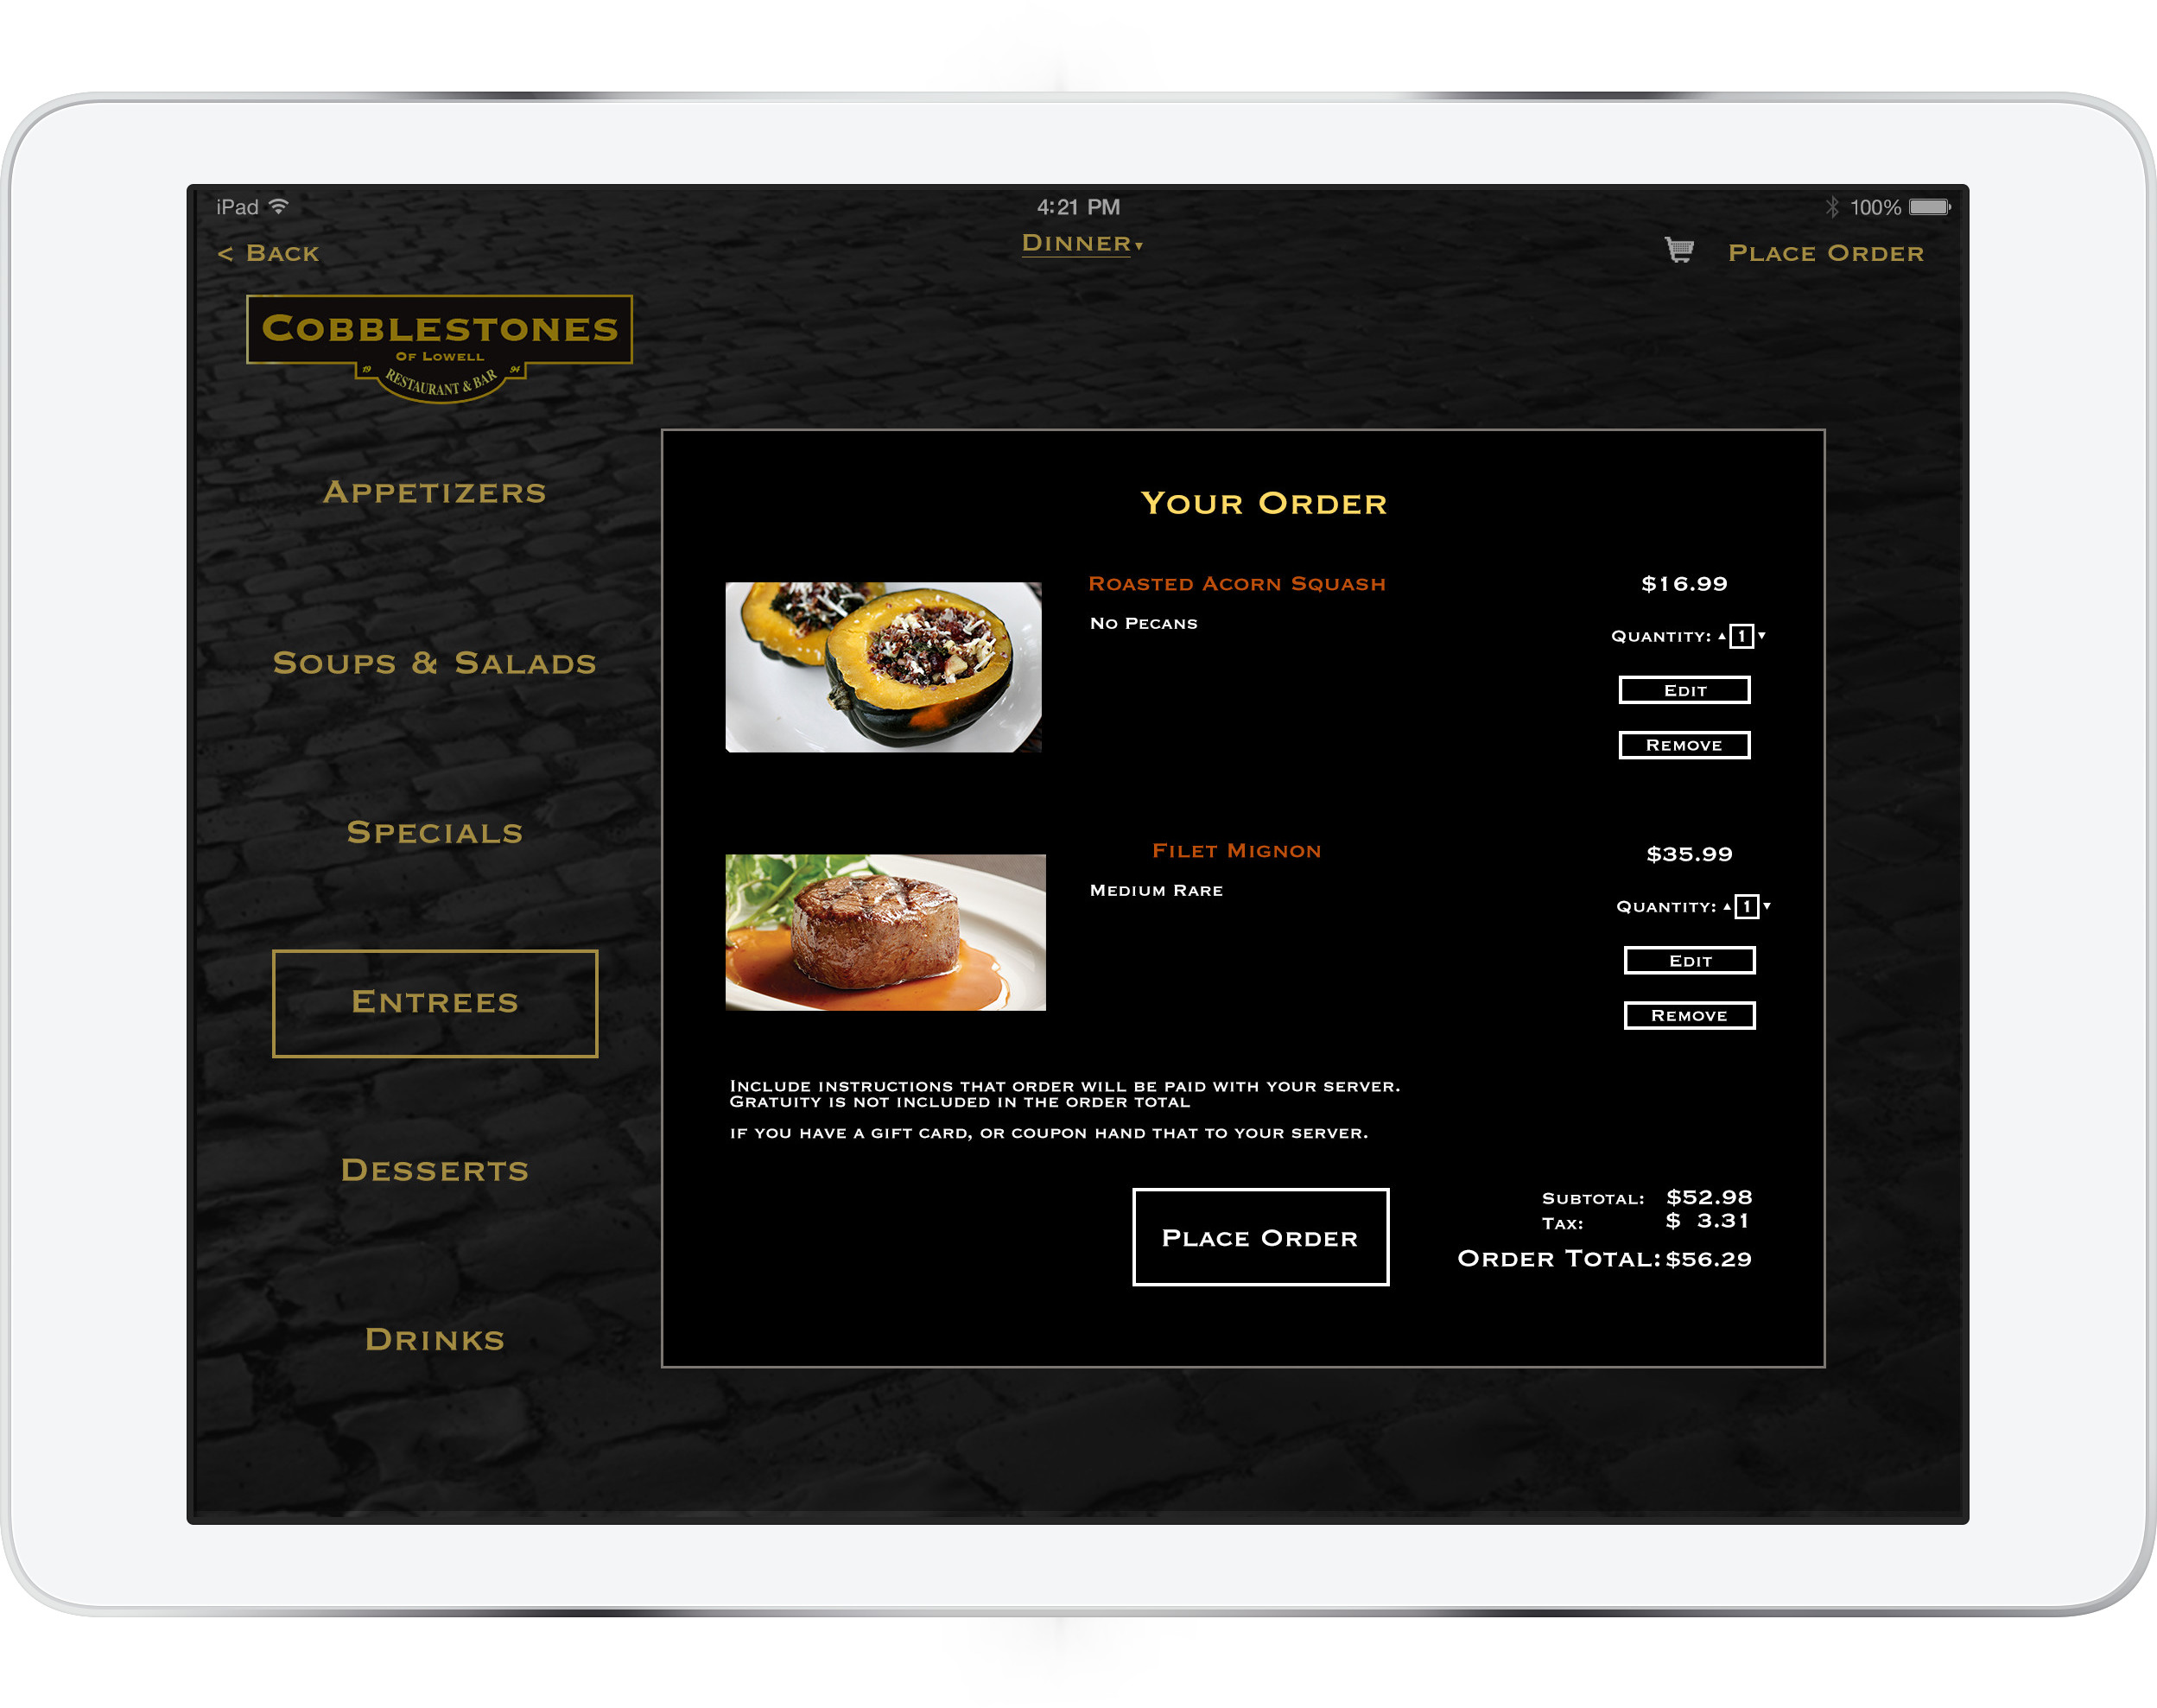 iPad 4:21 PM 100%
< Back Dinner Place Order
Cobblestones
Of Lowell
19 Restaurant & Bar 94
Appetizers
Soups & Salads
Specials
Entrees
Desserts
Drinks
Your Order
Roasted Acorn Squash $16.99
No Pecans
Quantity: 1
Edit
Remove
Filet Mignon $35.99
Medium Rare
Quantity: 1
Edit
Remove
Include instructions that order will be paid with your server.
Gratuity is not included in the order total
if you have a gift card, or coupon hand that to your server.
Place Order
Subtotal: $52.98
Tax: $ 3.31
Order Total: $56.29